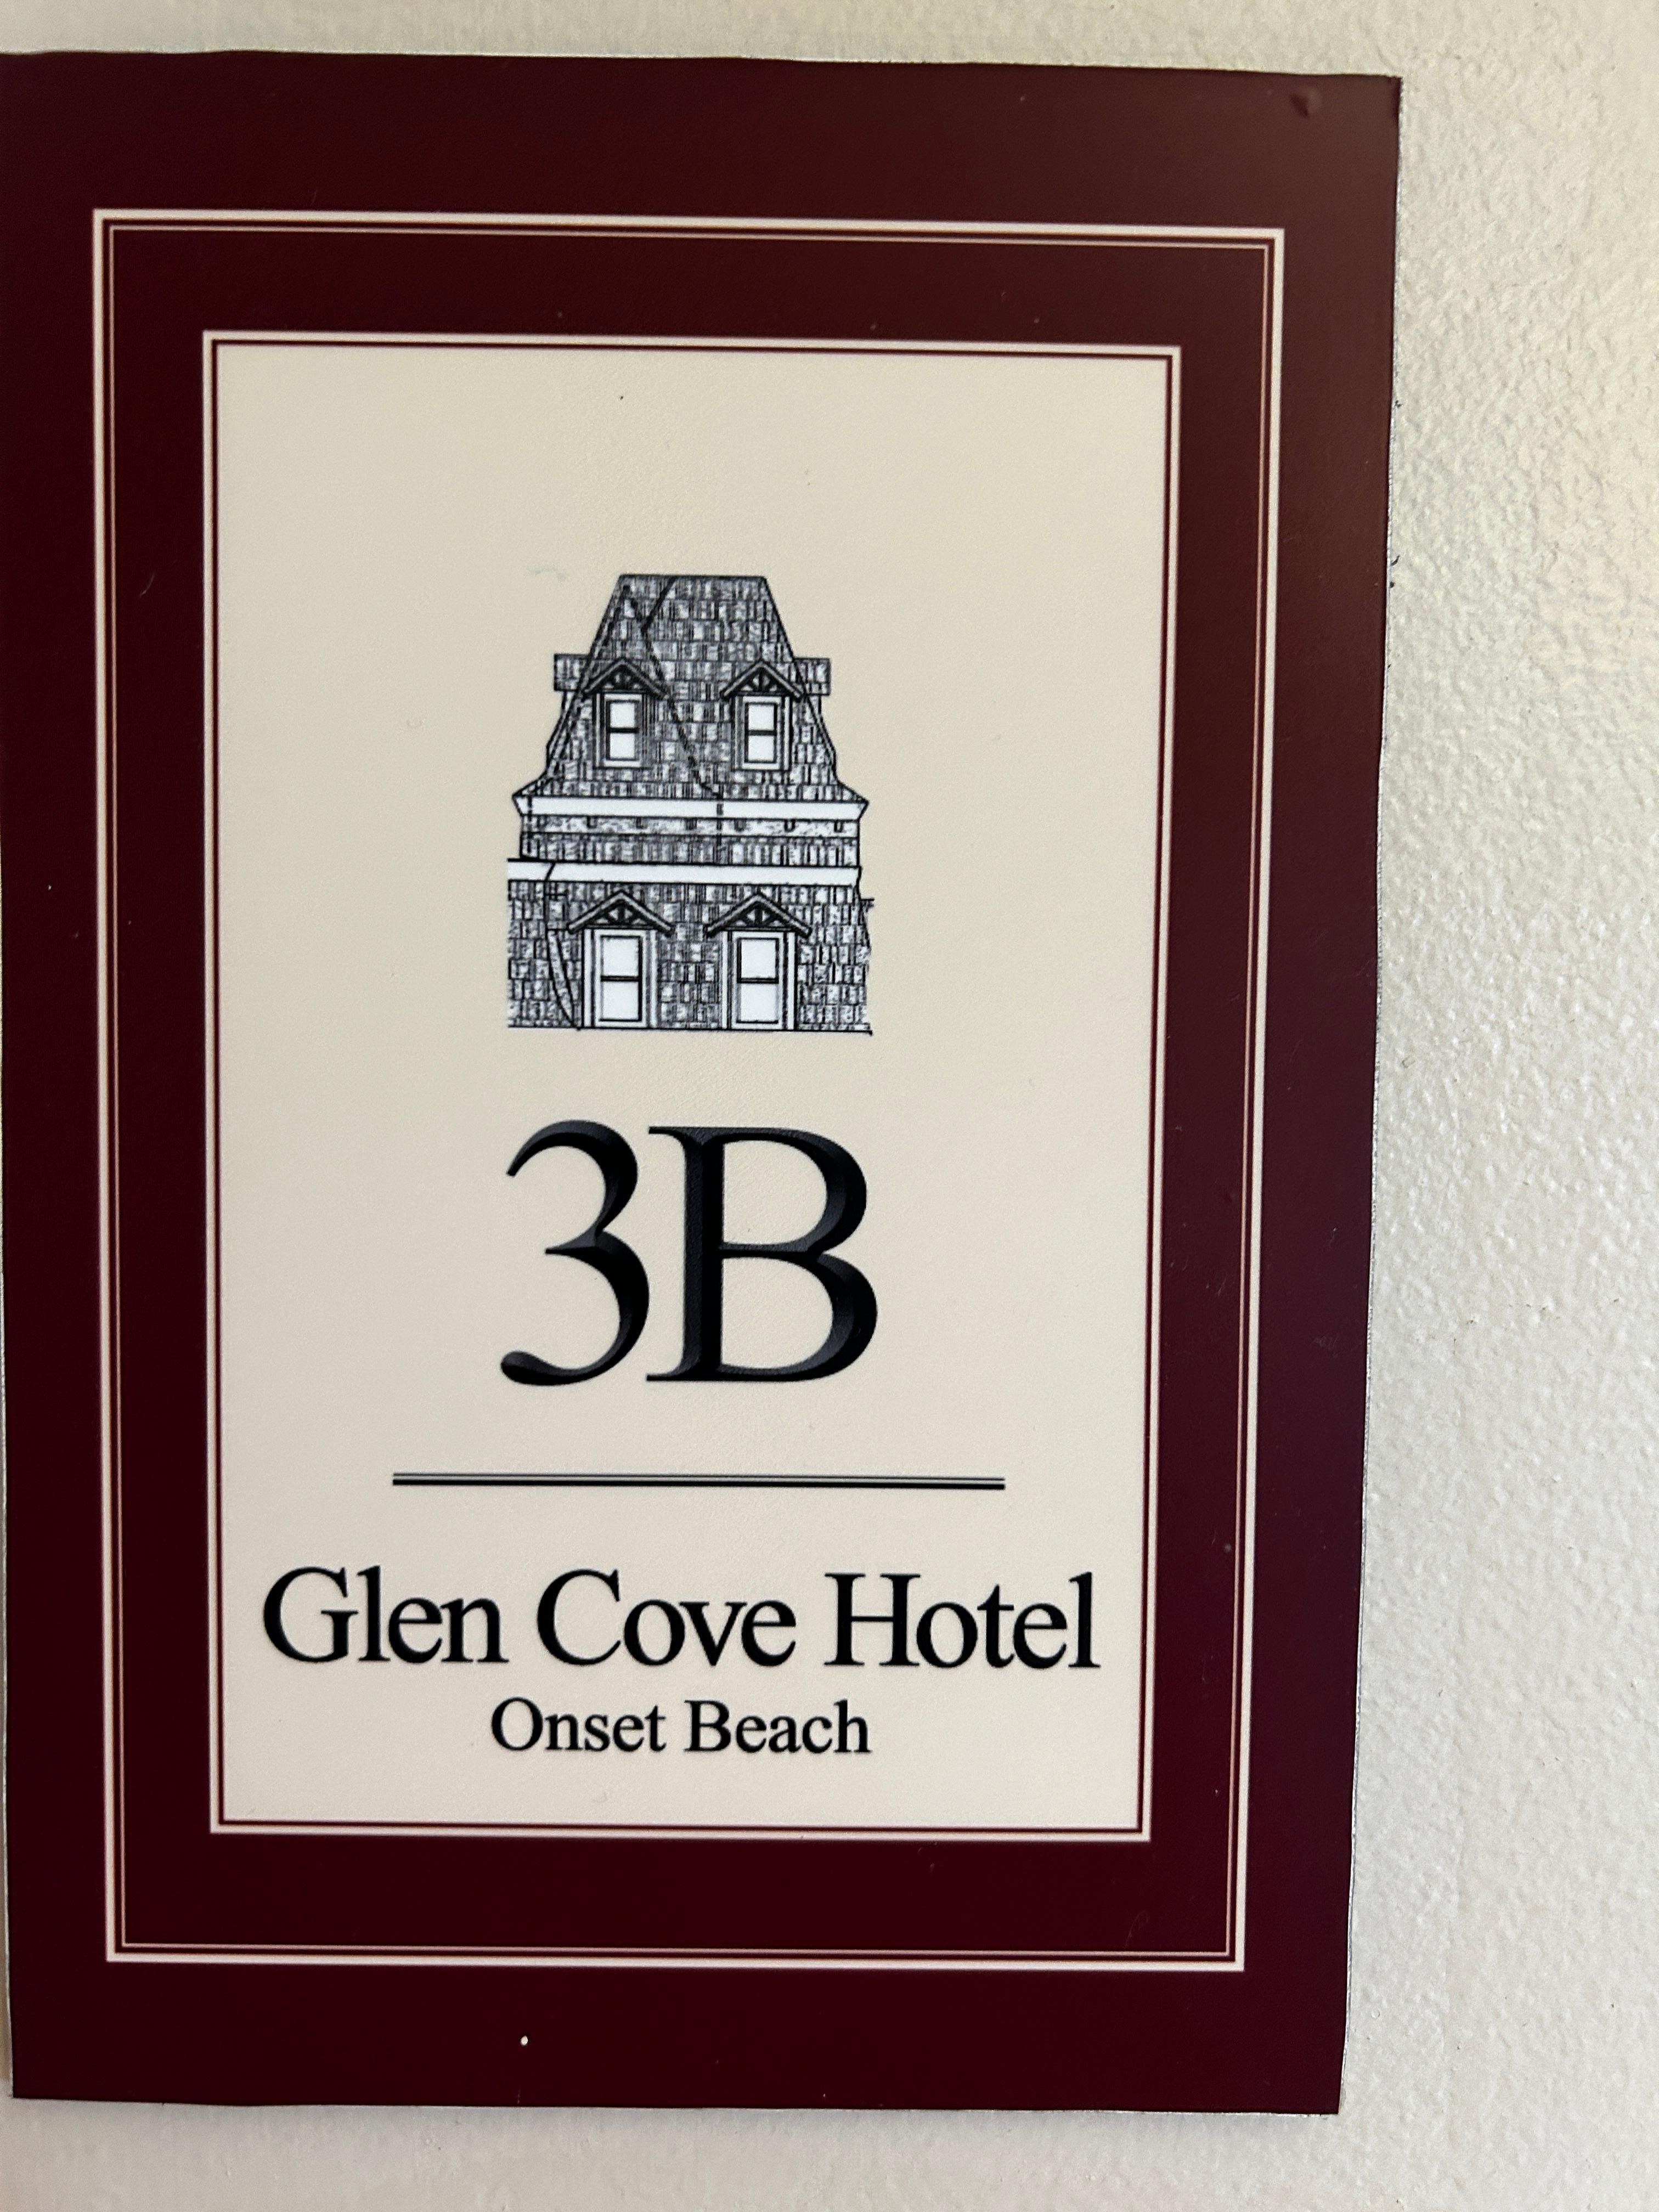 3B
Glen Cove Hotel
Onset Beach